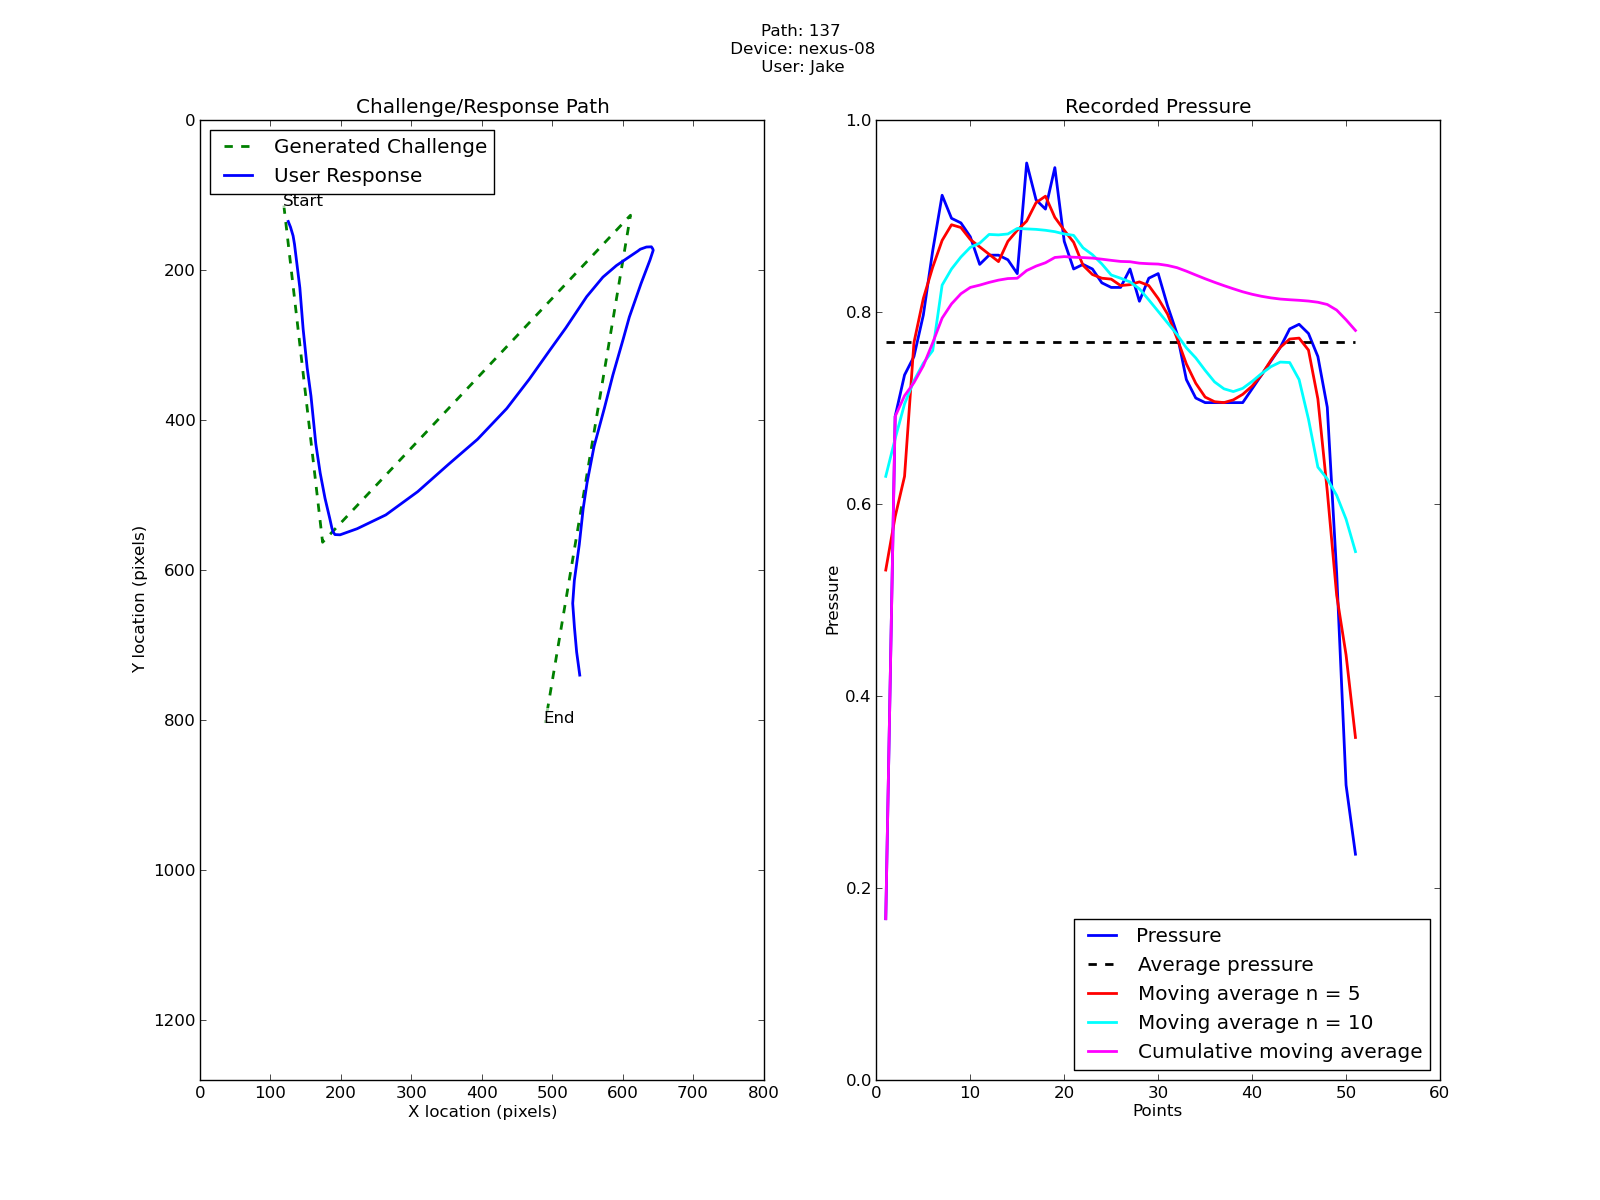 Path: 137
Device: nexus-08
User: Jake
Challenge/Response Path
Generated Challenge
User Response
Start
End
0
200
400
600
800
1000
1200
Y location (pixels)
0 100 200 300 400 500 600 700 800
X location (pixels)
Recorded Pressure
1.0
0.8
0.6
0.4
0.2
0.0
Pressure
Pressure
Average pressure
Moving average n = 5
Moving average n = 10
Cumulative moving average
0 10 20 30 40 50 60
Points